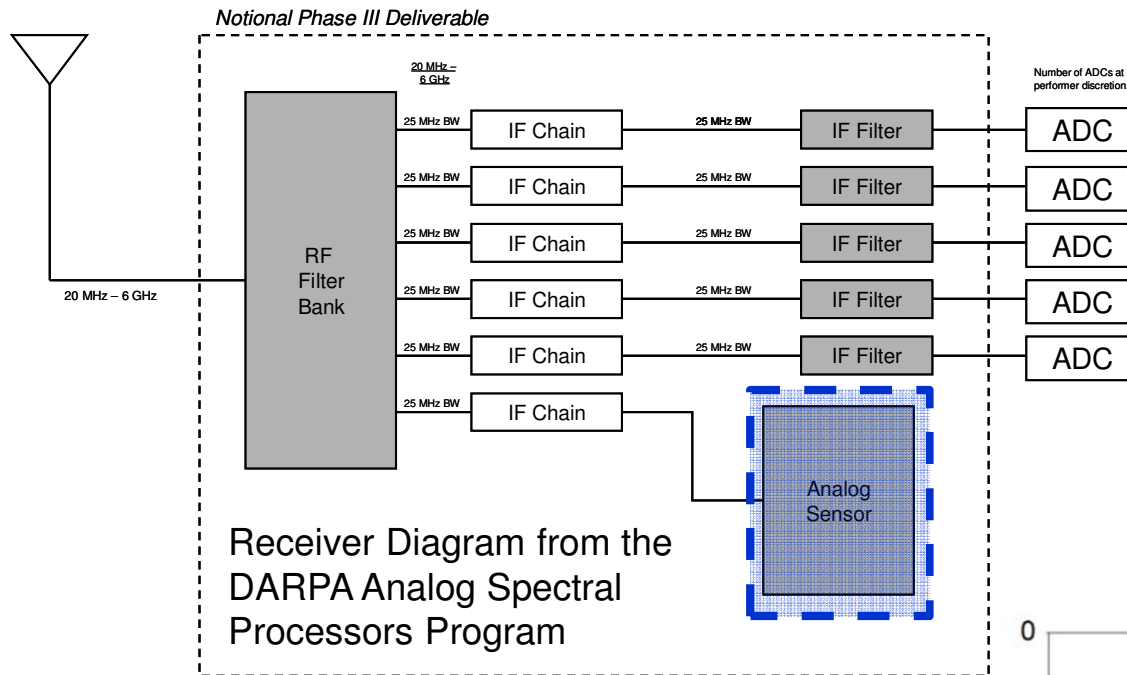 Notional Phase III Deliverable
20 MHz –
6 GHz
Number of ADCs at
performer discretion.
25 MHz BW
IF Chain
25 MHz BW
IF Filter
ADC
25 MHz BW
IF Chain
25 MHz BW
IF Filter
ADC
25 MHz BW
IF Chain
25 MHz BW
IF Filter
ADC
RF
Filter
Bank
20 MHz – 6 GHz
25 MHz BW
IF Chain
25 MHz BW
IF Filter
ADC
25 MHz BW
IF Chain
25 MHz BW
IF Filter
ADC
25 MHz BW
IF Chain
Analog
Sensor
Receiver Diagram from the
DARPA Analog Spectral
Processors Program
0